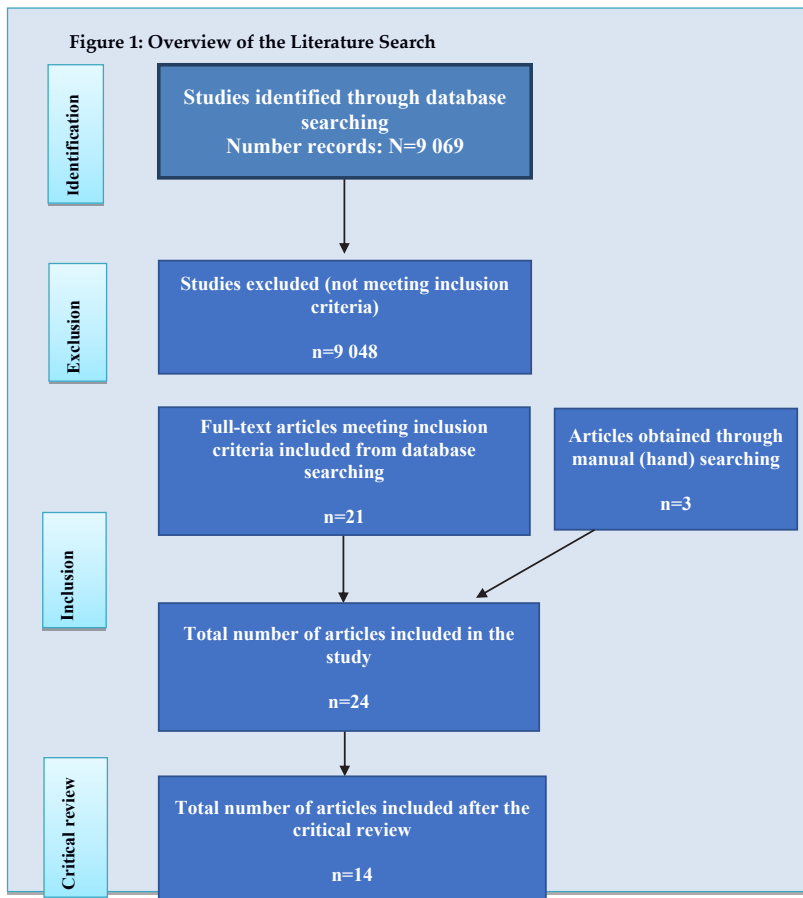 Figure 1: Overview of the Literature Search
Identification
Studies identified through database
searching
Number records: N=9 069
Exclusion
Studies excluded (not meeting inclusion
criteria)
n=9 048
Inclusion
Full-text articles meeting inclusion
criteria included from database
searching
n=21
Articles obtained through
manual (hand) searching
n=3
Total number of articles included in the
study
n=24
Critical review
Total number of articles included after the
critical review
n=14